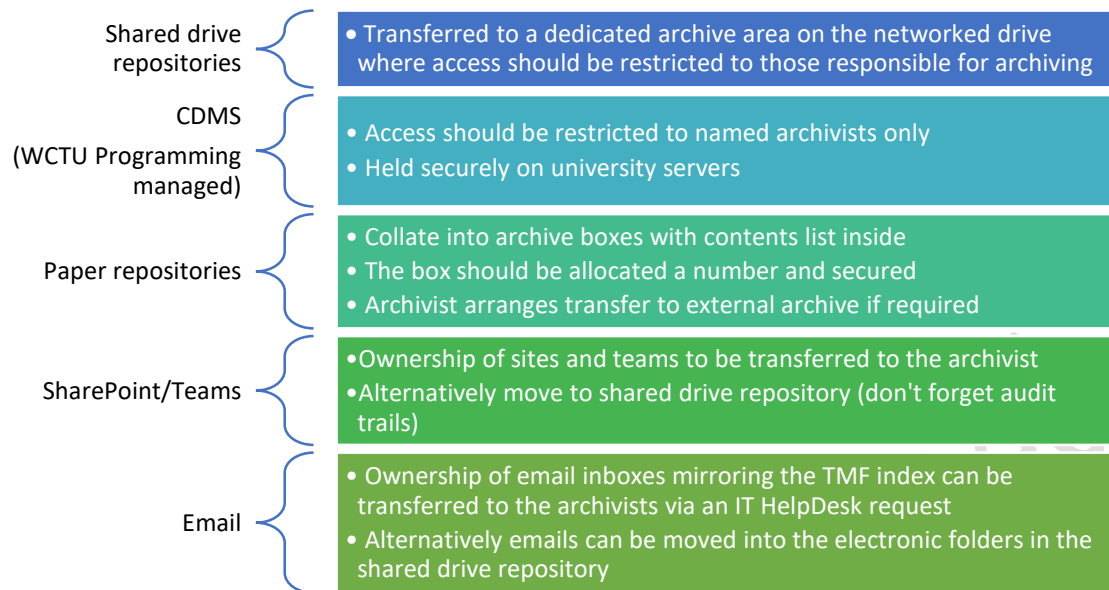 Shared drive
repositories
• Transferred to a dedicated archive area on the networked drive
where access should be restricted to those responsible for archiving
CDMS
(WCTU Programming
managed)
• Access should be restricted to named archivists only
• Held securely on university servers
Paper repositories
• Collate into archive boxes with contents list inside
• The box should be allocated a number and secured
• Archivist arranges transfer to external archive if required
SharePoint/Teams
•Ownership of sites and teams to be transferred to the archivist
•Alternatively move to shared drive repository (don't forget audit
trails)
Email
• Ownership of email inboxes mirroring the TMF index can be
transferred to the archivists via an IT HelpDesk request
• Alternatively emails can be moved into the electronic folders in the
shared drive repository